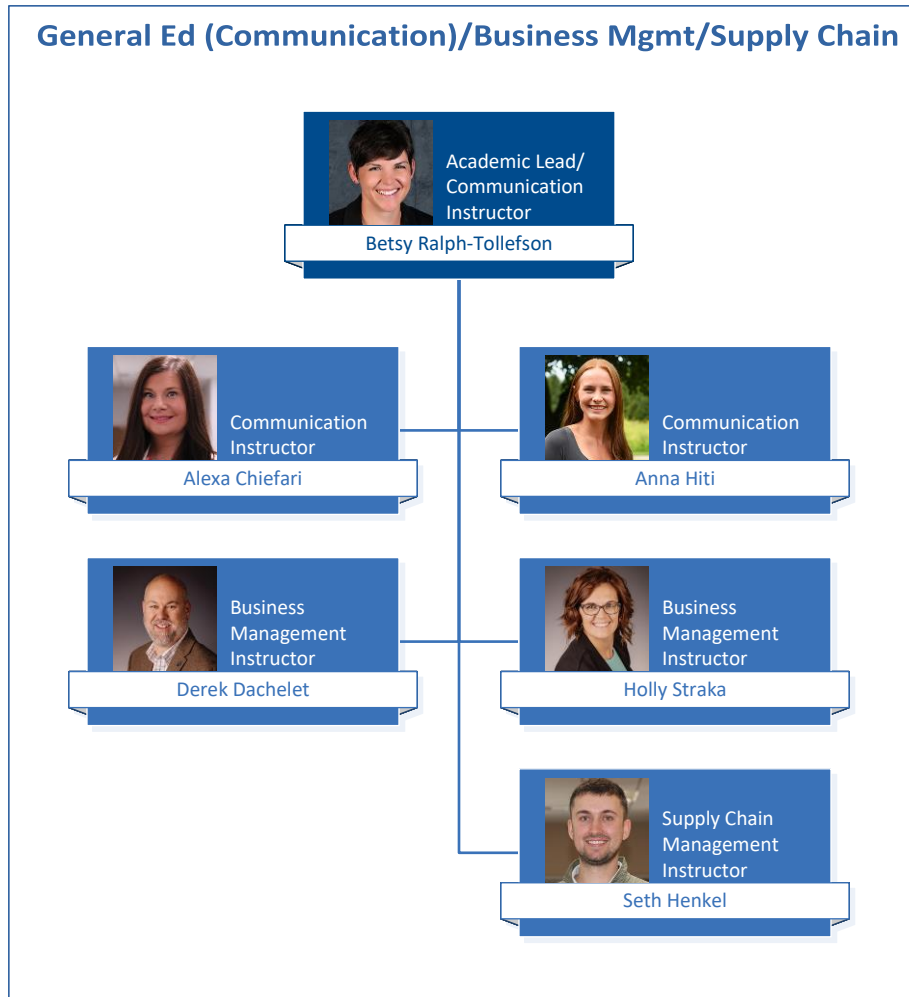 General Ed (Communication)/Business Mgmt/Supply Chain
Academic Lead/
Communication
Instructor
Betsy Ralph-Tollefson
Communication
Instructor
Alexa Chiefari
Communication
Instructor
Anna Hiti
Business
Management
Instructor
Derek Dachelet
Business
Management
Instructor
Holly Straka
Supply Chain
Management
Instructor
Seth Henkel